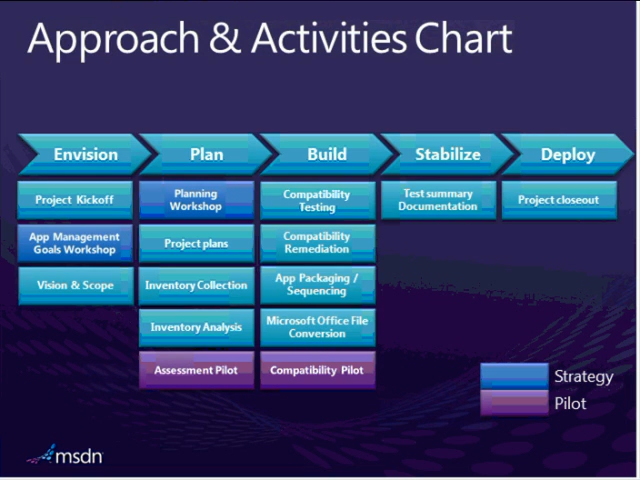 Approach & Activities Chart
Envision
Plan
Build
Stabilize
Deploy
Project Kickoff
Planning
Workshop
Compatibility
Testing
Test summary
Documentation
Project closeout
App Management
Goals Workshop
Project plans
Compatibility
Remediation
Vision & Scope
Inventory Collection
App Packaging /
Sequencing
Inventory Analysis
Microsoft Office File
Conversion
Assessment Pilot
Compatibility Pilot
Strategy
Pilot
msdn